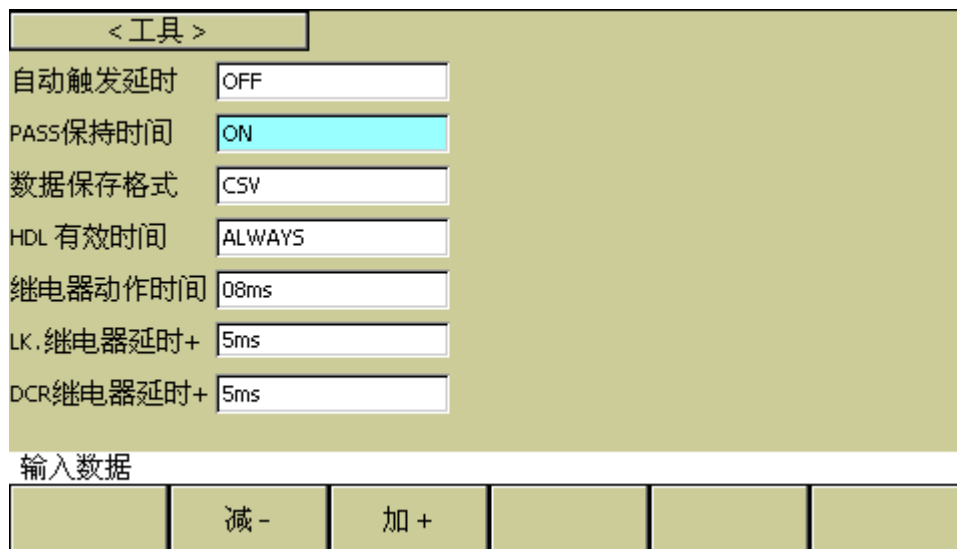 <工具>
自动触发延时 OFF
PASS保持时间 ON
数据保存格式 CSV
HDL 有效时间 ALWAYS
继电器动作时间 08ms
LK.继电器延时+ 5ms
DCR继电器延时+ 5ms
输入数据
减- 加+